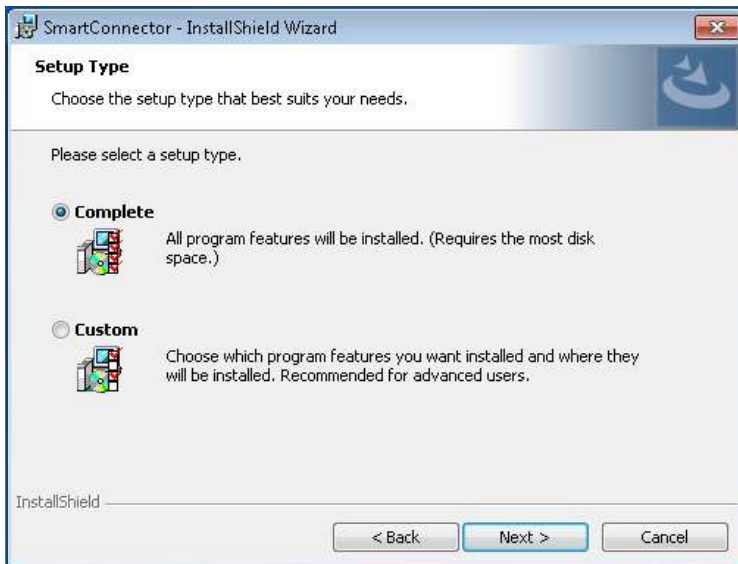 SmartConnector - InstallShield Wizard
Setup Type
Choose the setup type that best suits your needs.
Please select a setup type.
Complete
All program features will be installed. (Requires the most disk
space.)
Custom
Choose which program features you want installed and where they
will be installed. Recommended for advanced users.
InstallShield
< Back Next > Cancel